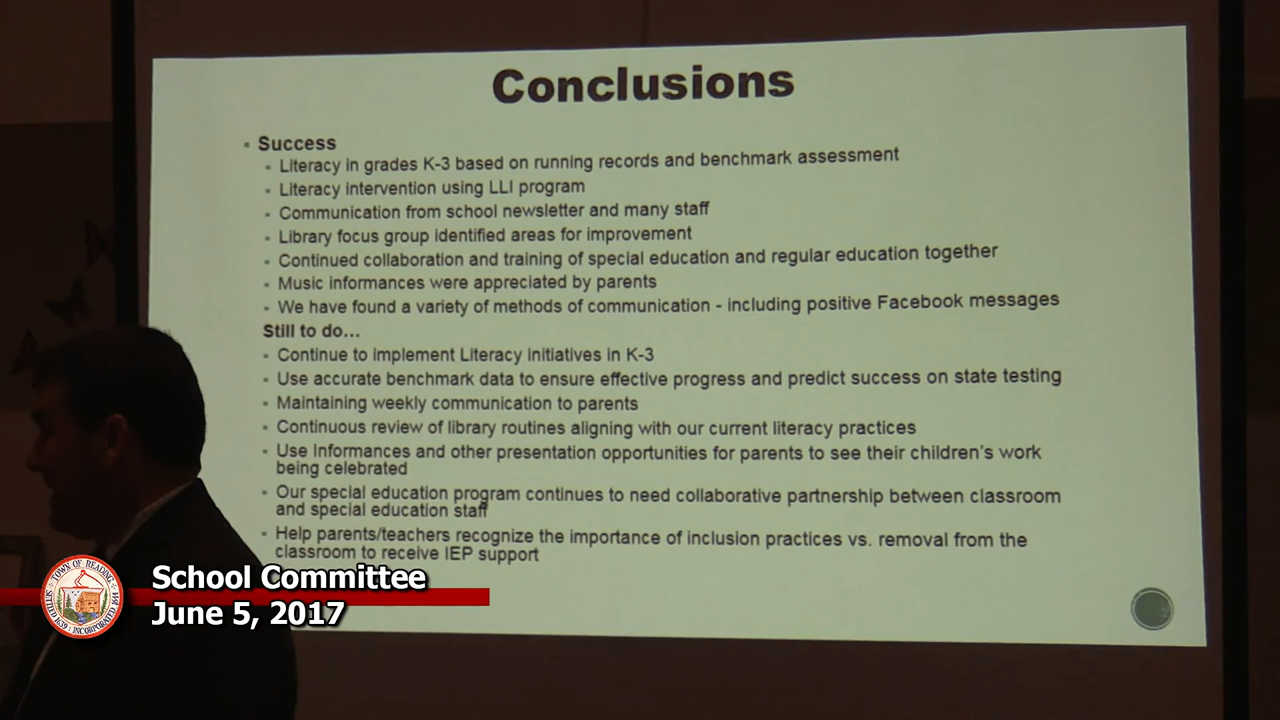 Conclusions
Success
Literacy in grades K-3 based on running records and benchmark assessment
Literacy intervention using LLI program
Communication from school newsletter and many staff
Library focus group identified areas for improvement
Continued collaboration and training of special education and regular education together
Music informances were appreciated by parents
We have found a variety of methods of communication - including positive Facebook messages
Still to do...
Continue to implement Literacy initiatives in K-3
Use accurate benchmark data to ensure effective progress and predict success on state testing
Maintaining weekly communication to parents
Continuous review of library routines aligning with our current literacy practices
Use Informances and other presentation opportunities for parents to see their children's work
being celebrated
Our special education program continues to need collaborative partnership between classroom
and special education staff
Help parents/teachers recognize the importance of inclusion practices vs. removal from the
classroom to receive IEP support
TOWN OF READING
SETTLED 1639 : INCORPORATED 1644
School Committee
June 5, 2017